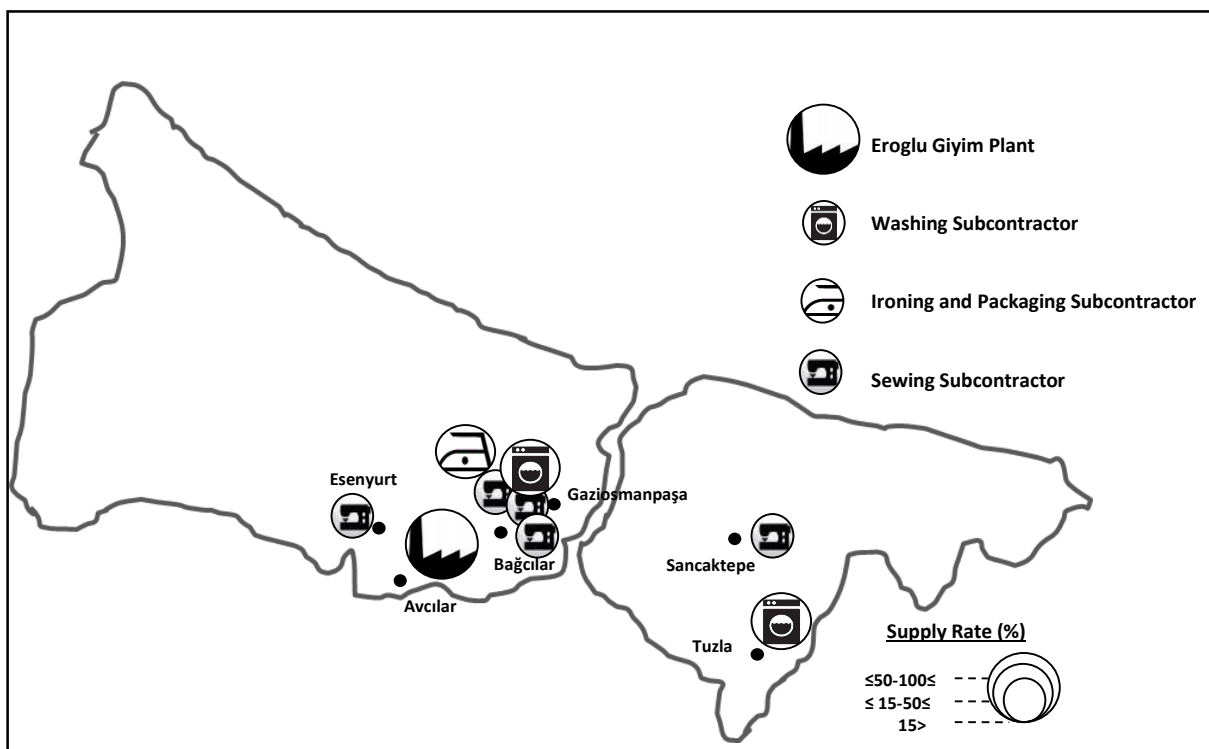 Eroglu Giyim Plant
Washing Subcontractor
Ironing and Packaging Subcontractor
Sewing Subcontractor
Esenyurt
Gaziosmanpaşa
Bağcılar
Avcılar
Sancaktepe
Tuzla
Supply Rate (%)
≤50-100≤
≤ 15-50≤
15>